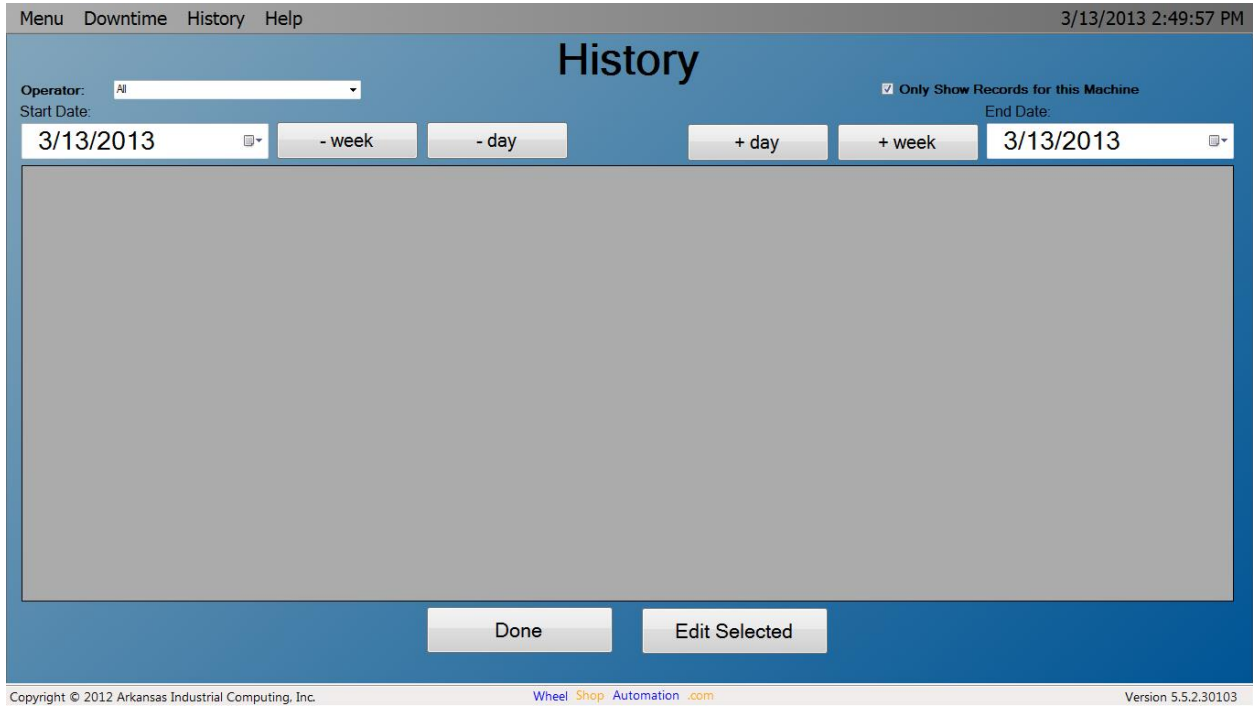 Menu Downtime History Help 3/13/2013 2:49:57 PM
History
Operator: All Only Show Records for this Machine
Start Date: End Date:
3/13/2013 - week - day + day + week 3/13/2013
Done Edit Selected
Copyright © 2012 Arkansas Industrial Computing, Inc. Wheel Shop Automation .com Version 5.5.2.30103